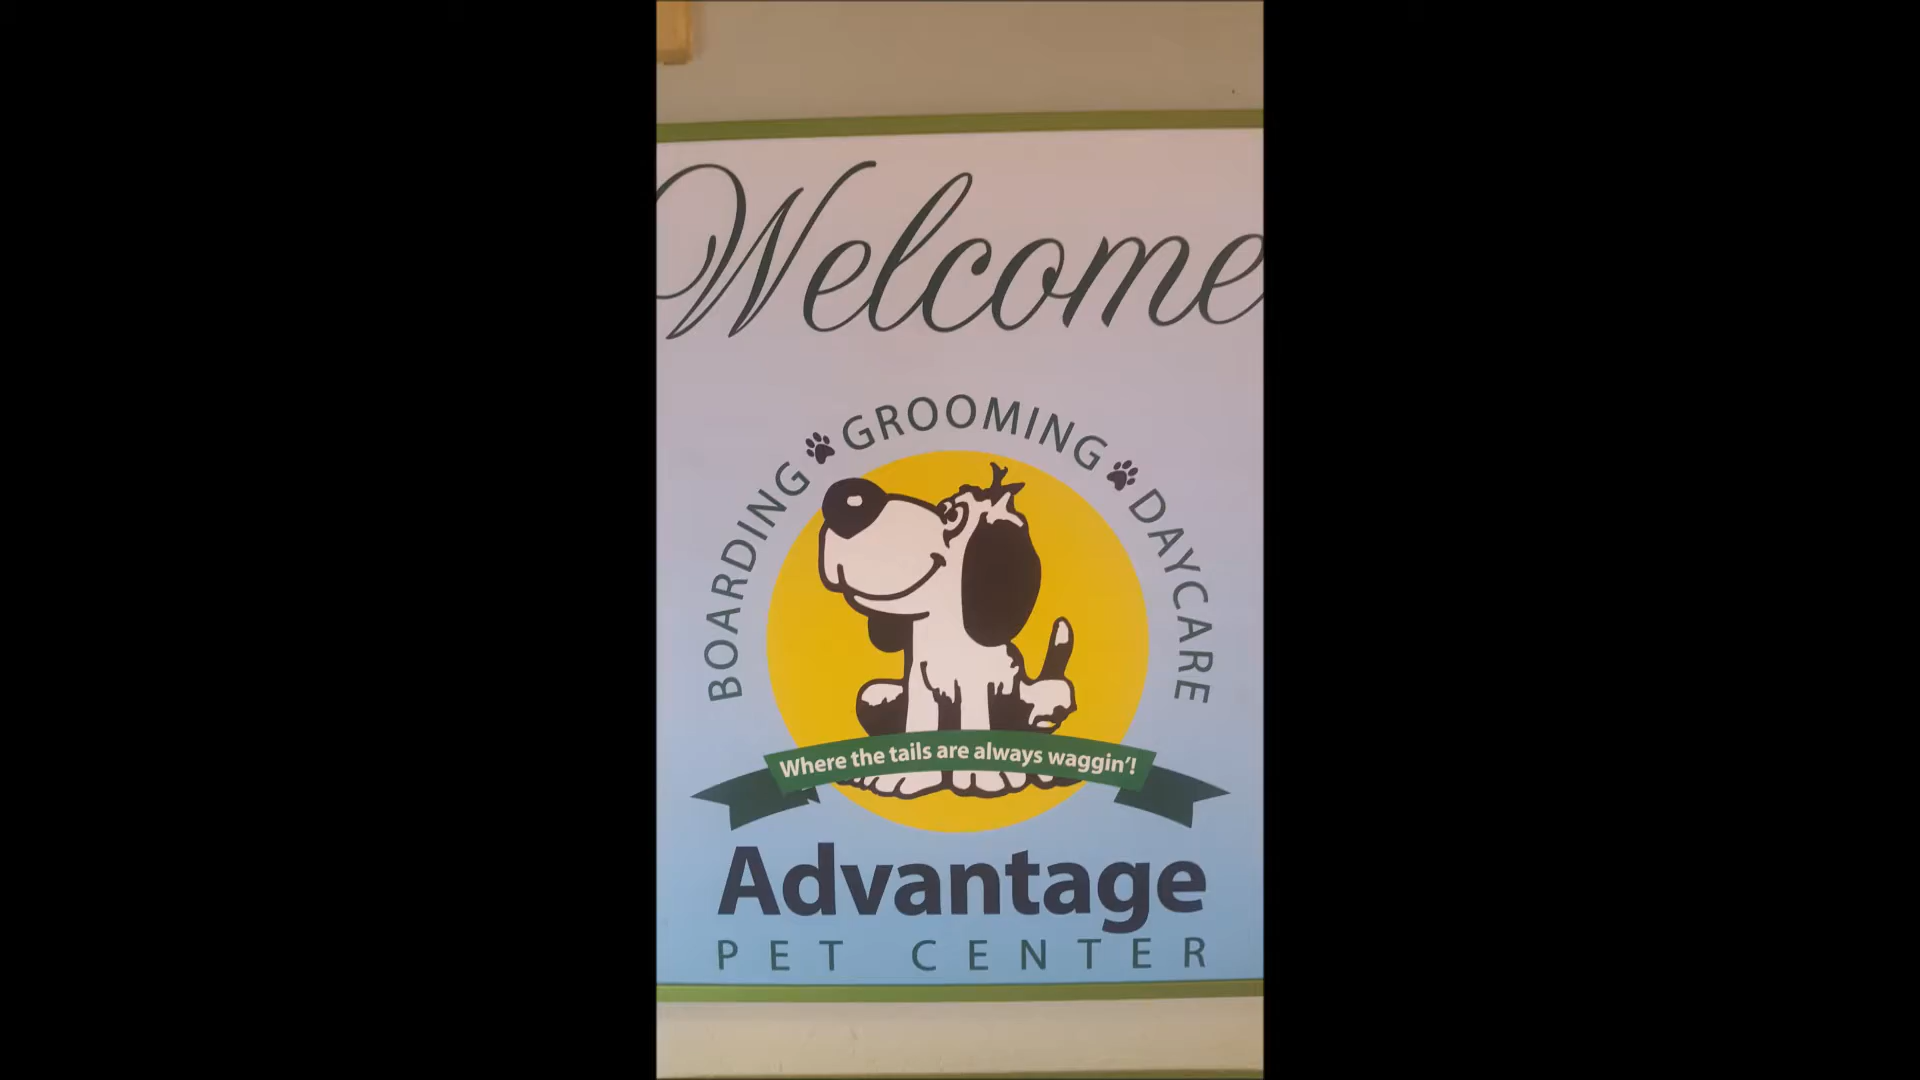 Welcome
BOARDING GROOMING DAYCARE
Where the tails are always waggin'!
Advantage
PET CENTER